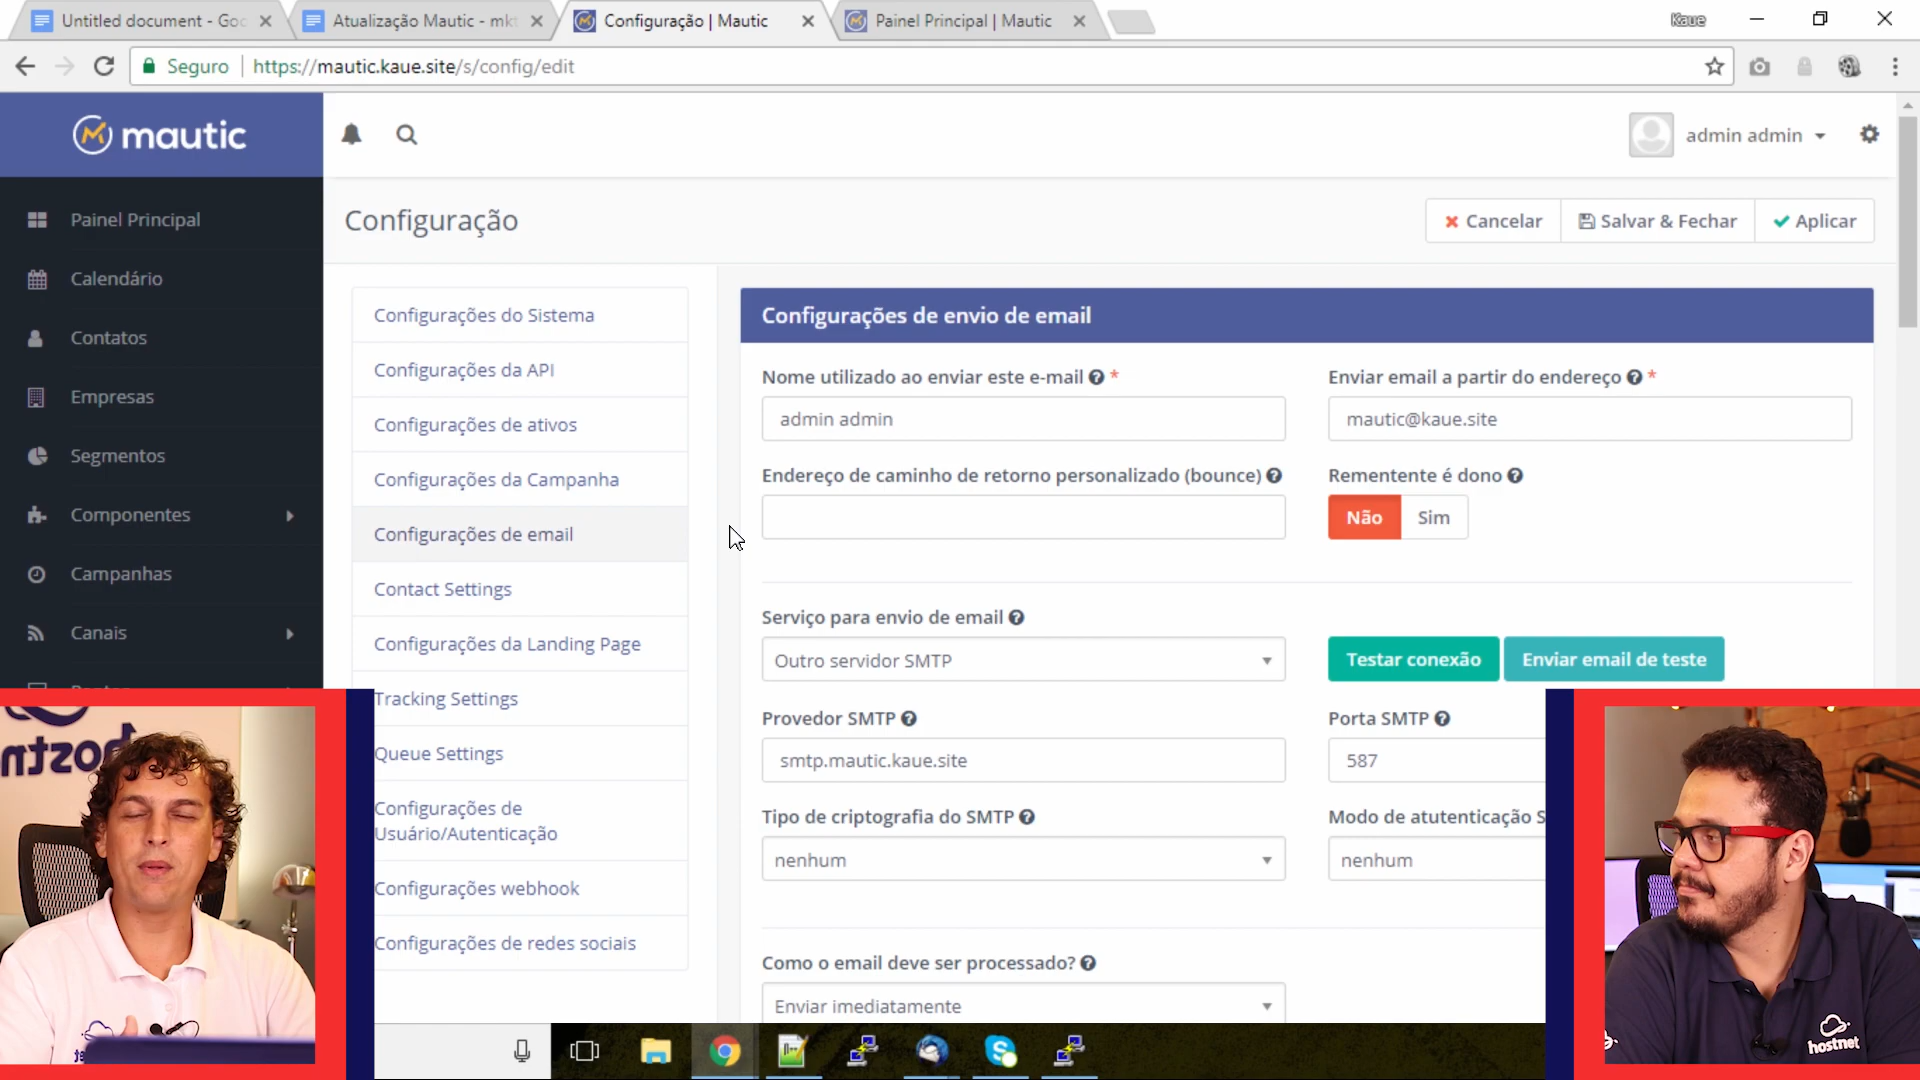 Untitled document - Goo
Atualização Mautic - mkt
Configuração | Mautic
Painel Principal | Mautic
Kaue
Seguro
https://mautic.kaue.site/s/config/edit
mautic
admin admin
Painel Principal
Calendário
Contatos
Empresas
Segmentos
Componentes
Campanhas
Canais
Configuração
Cancelar
Salvar & Fechar
Aplicar
Configurações do Sistema
Configurações da API
Configurações de ativos
Configurações da Campanha
Configurações de email
Contact Settings
Configurações da Landing Page
Tracking Settings
Queue Settings
Configurações de
Usuário/Autenticação
Configurações webhook
Configurações de redes sociais
Configurações de envio de email
Nome utilizado ao enviar este e-mail *
Enviar email a partir do endereço *
admin admin
mautic@kaue.site
Endereço de caminho de retorno personalizado (bounce)
Rementente é dono
Não
Sim
Serviço para envio de email
Outro servidor SMTP
Testar conexão
Enviar email de teste
Provedor SMTP
Porta SMTP
smtp.mautic.kaue.site
587
Tipo de criptografia do SMTP
Modo de atutenticação S
nenhum
nenhum
Como o email deve ser processado?
Enviar imediatamente
hostnet